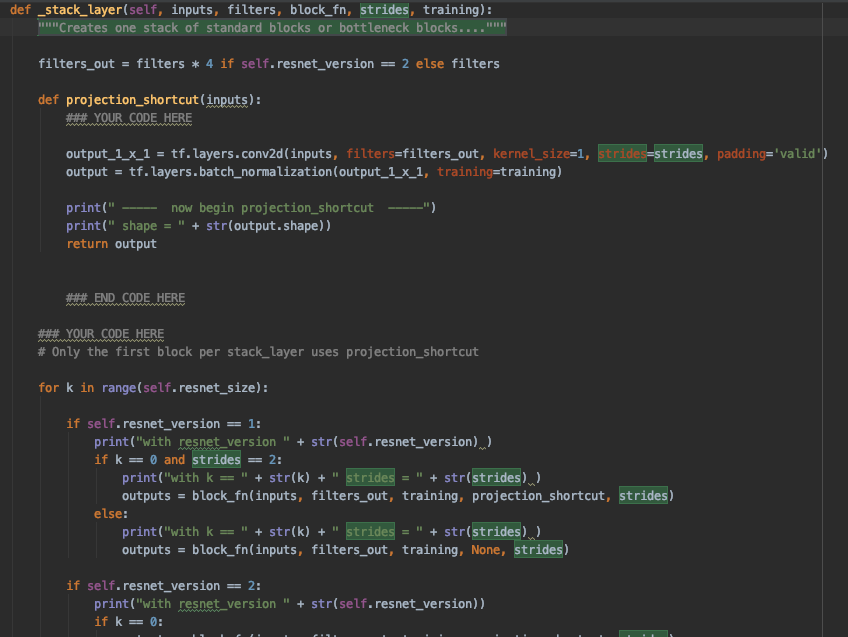 def _stack_layer(self, inputs, filters, block_fn, strides, training):
"""Creates one stack of standard blocks or bottleneck blocks...."""
filters_out = filters * 4 if self.resnet_version == 2 else filters
def projection_shortcut(inputs):
### YOUR CODE HERE
output_1_x_1 = tf.layers.conv2d(inputs, filters=filters_out, kernel_size=1, strides=strides, padding='valid')
output = tf.layers.batch_normalization(output_1_x_1, training=training)
print(" —---- now begin projection_shortcut —----")
print(" shape = " + str(output.shape))
return output
### END CODE HERE
### YOUR CODE HERE
# Only the first block per stack_layer uses projection_shortcut
for k in range(self.resnet_size):
if self.resnet_version == 1:
print("with resnet_version " + str(self.resnet_version) )
if k == 0 and strides == 2:
print("with k == " + str(k) + " strides = " + str(strides) )
outputs = block_fn(inputs, filters_out, training, projection_shortcut, strides)
else:
print("with k == " + str(k) + " strides = " + str(strides) )
outputs = block_fn(inputs, filters_out, training, None, strides)
if self.resnet_version == 2:
print("with resnet_version " + str(self.resnet_version))
if k == 0: